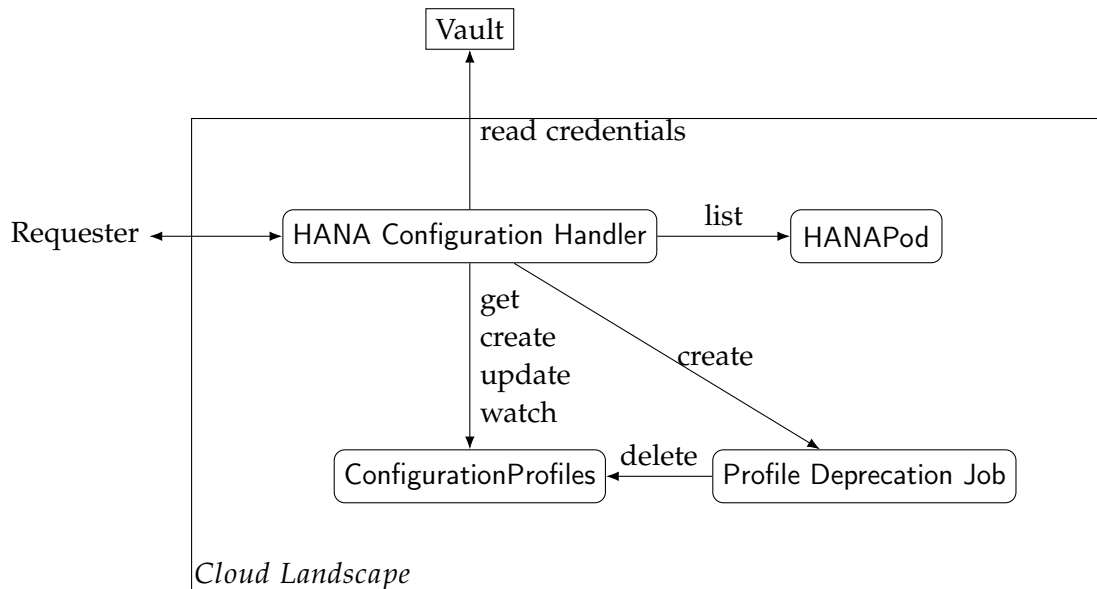 Vault
read credentials
Requester
HANA Configuration Handler
list
HANAPod
get
create
update
watch
create
ConfigurationProfiles
delete
Profile Deprecation Job
Cloud Landscape